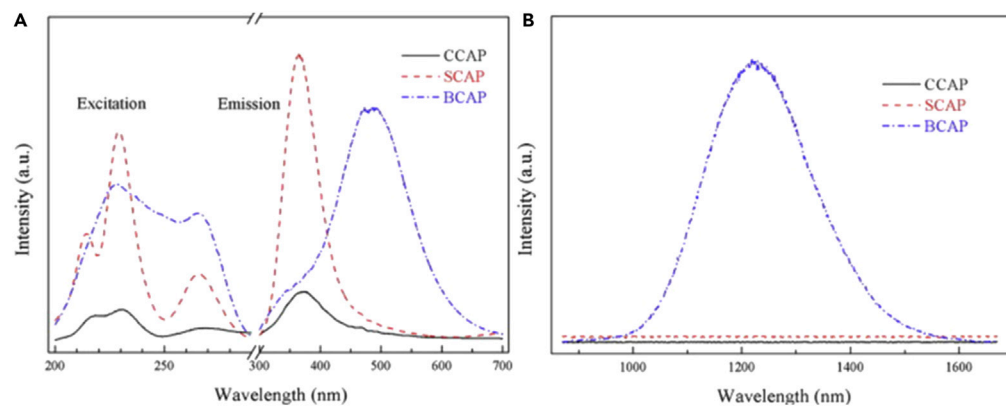 A
Intensity (a.u.)
Excitation
Emission
CCAP
SCAP
BCAP
200 250 300 400 500 600 700
Wavelength (nm)
B
Intensity (a.u.)
CCAP
SCAP
BCAP
1000 1200 1400 1600
Wavelength (nm)